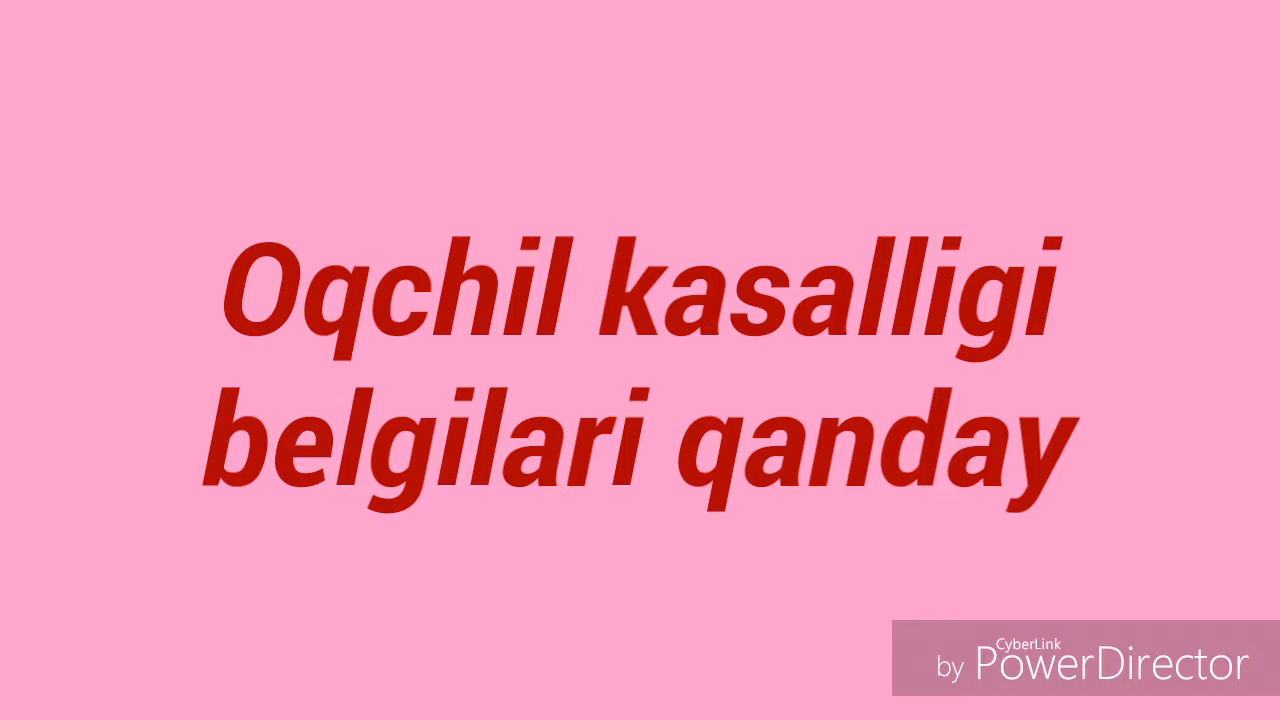 Oqchil kasalligi
belgilari qanday
CyberLink
by PowerDirector